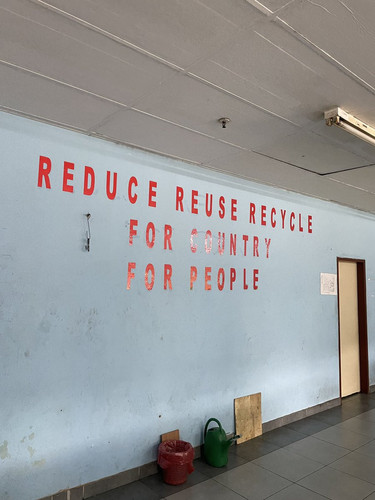 REDUCE REUSE RECYCLE
FOR COUNTRY
FOR PEOPLE